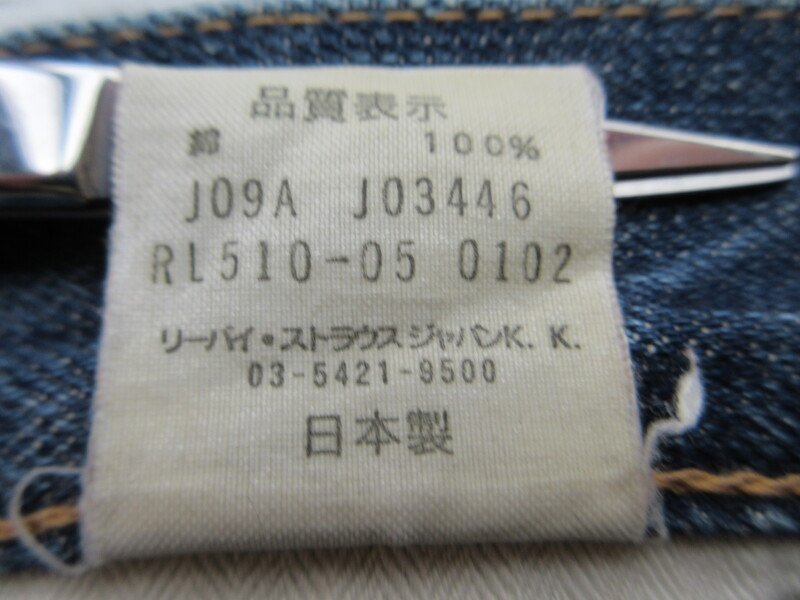 品質表示
綿 100%
J09A J03446
RL510-05 0102
リーバイ・ストラウスジャパンK.K.
03-5421-9500
日本製